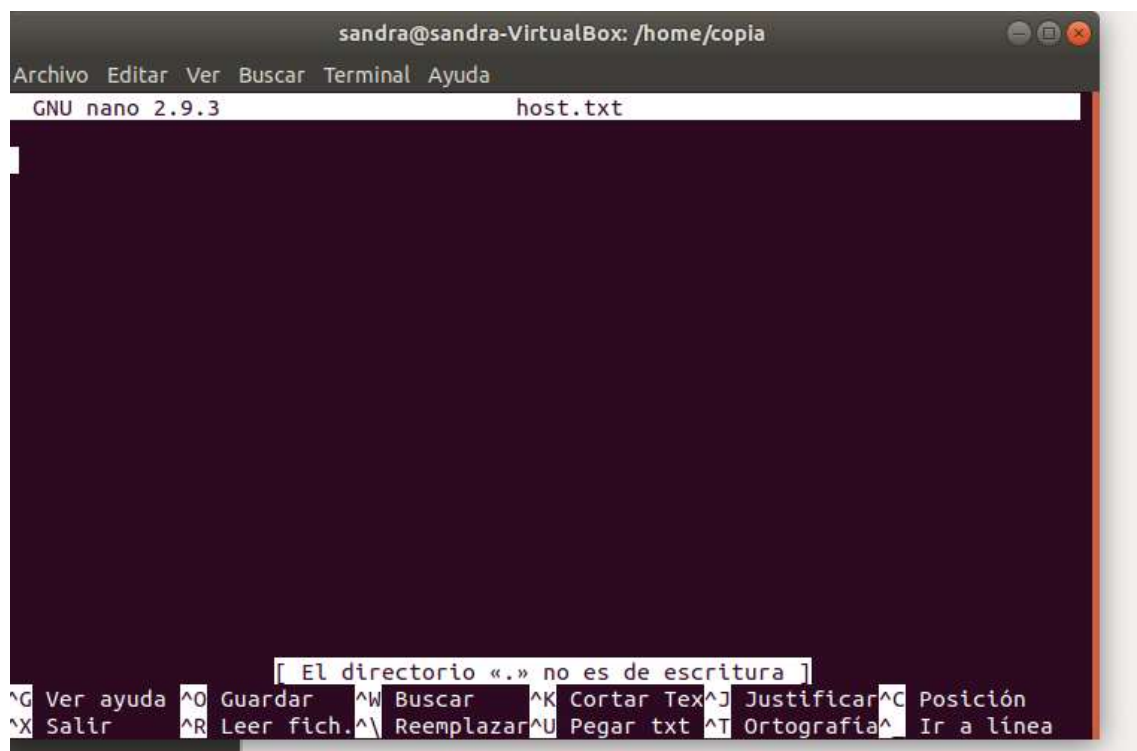 sandra@sandra-VirtualBox: /home/copia
Archivo Editar Ver Buscar Terminal Ayuda
GNU nano 2.9.3 host.txt
[ El directorio «.» no es de escritura ]
^G Ver ayuda ^O Guardar ^W Buscar ^K Cortar Tex^J Justificar^C Posición
^X Salir ^R Leer fich.^\ Reemplazar^U Pegar txt ^T Ortografía^_ Ir a línea